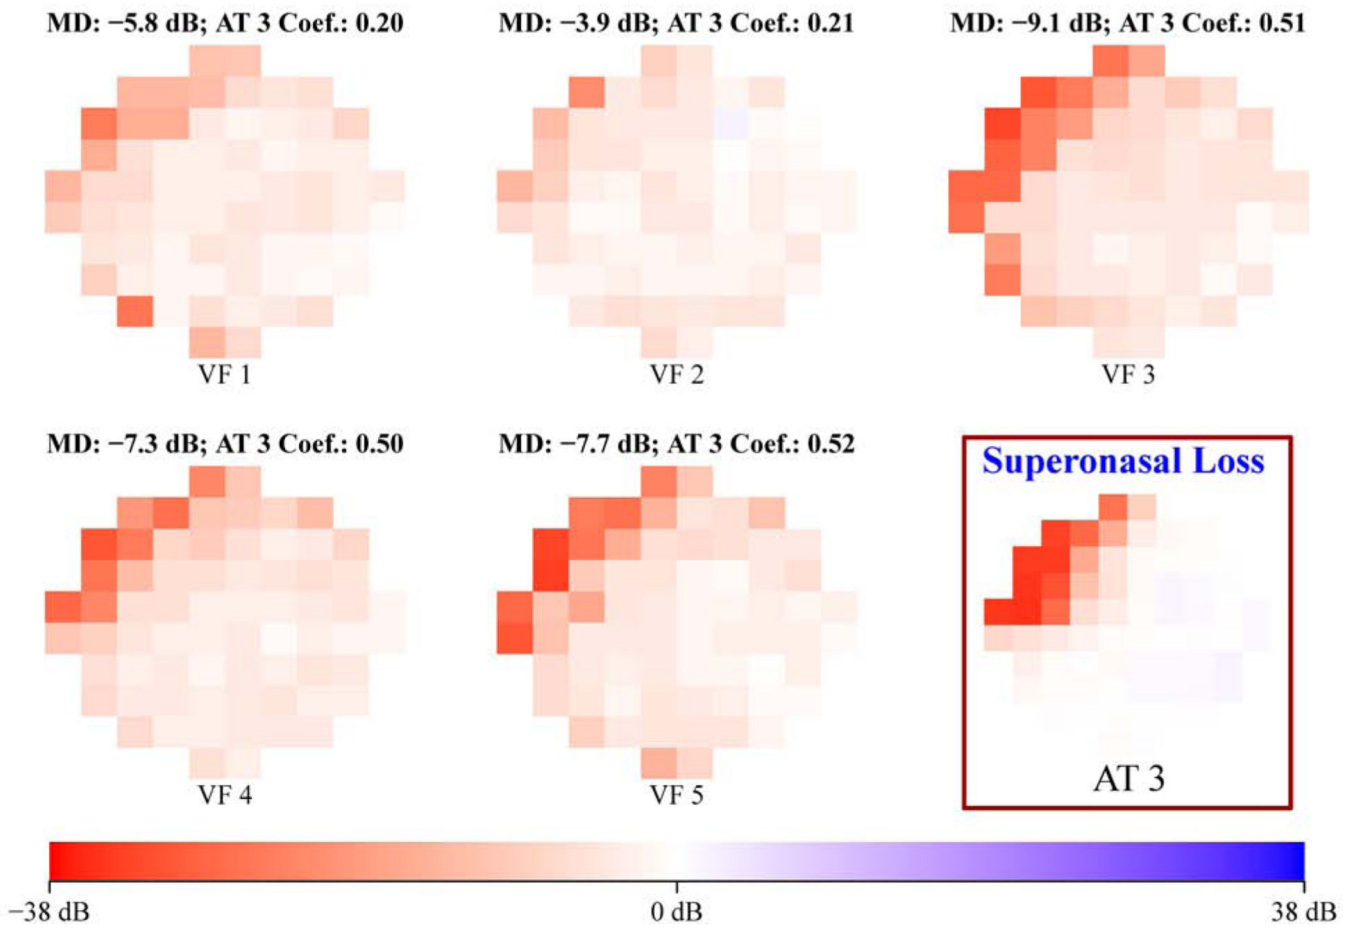 MD: −5.8 dB; AT 3 Coef.: 0.20
MD: −3.9 dB; AT 3 Coef.: 0.21
MD: −9.1 dB; AT 3 Coef.: 0.51
VF 1
VF 2
VF 3
MD: −7.3 dB; AT 3 Coef.: 0.50
MD: −7.7 dB; AT 3 Coef.: 0.52
Superonasal Loss
AT 3
VF 4
VF 5
−38 dB
0 dB
38 dB